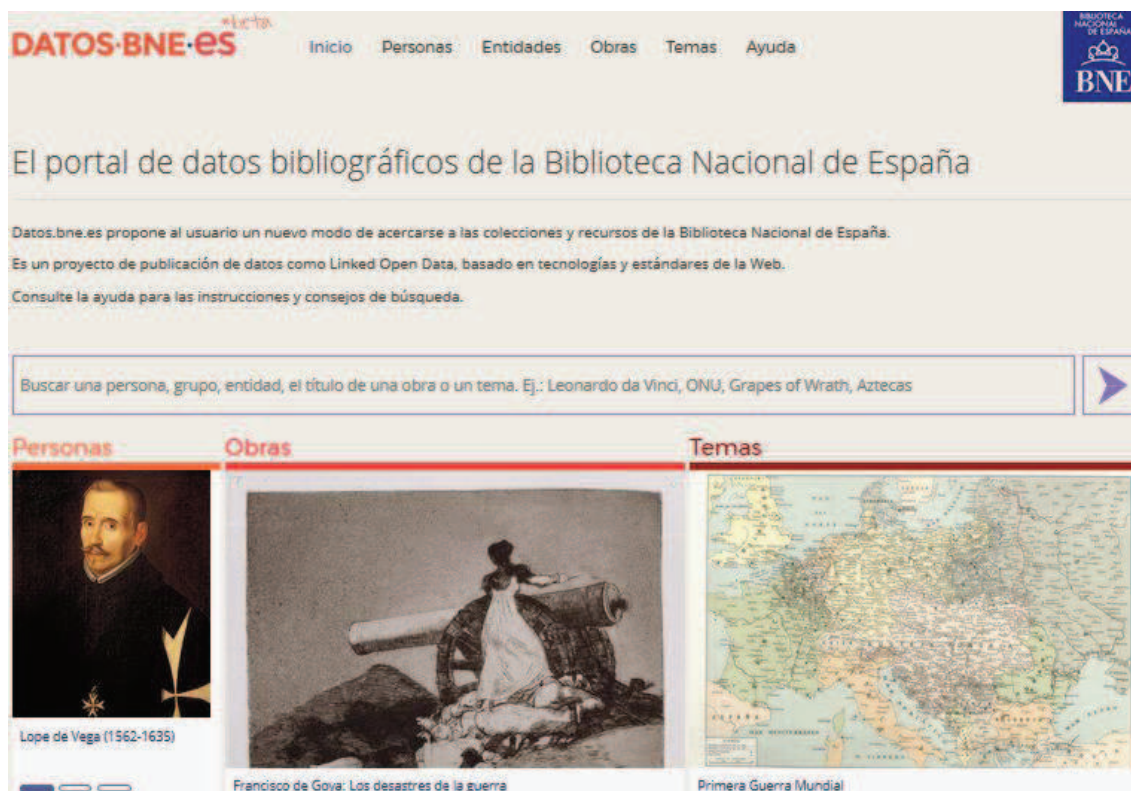 *beta
DATOS·BNE·es
Inicio Personas Entidades Obras Temas Ayuda
BIBLIOTECA
NACIONAL
DE ESPAÑA
BNE
El portal de datos bibliográficos de la Biblioteca Nacional de España
Datos.bne.es propone al usuario un nuevo modo de acercarse a las colecciones y recursos de la Biblioteca Nacional de España.
Es un proyecto de publicación de datos como Linked Open Data, basado en tecnologías y estándares de la Web.
Consulte la ayuda para las instrucciones y consejos de búsqueda.
Buscar una persona, grupo, entidad, el título de una obra o un tema. Ej.: Leonardo da Vinci, ONU, Grapes of Wrath, Aztecas
Personas Obras Temas
Lope de Vega (1562-1635)
Francisco de Goya: Los desastres de la guerra
Primera Guerra Mundial